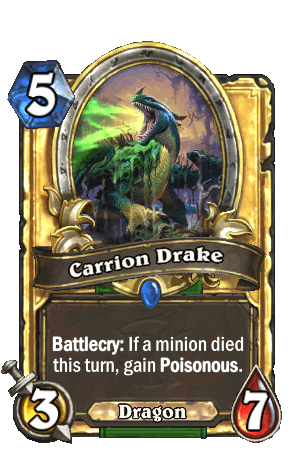 5
Carrion Drake
Battlecry: If a minion died
this turn, gain Poisonous.
3
Dragon
7